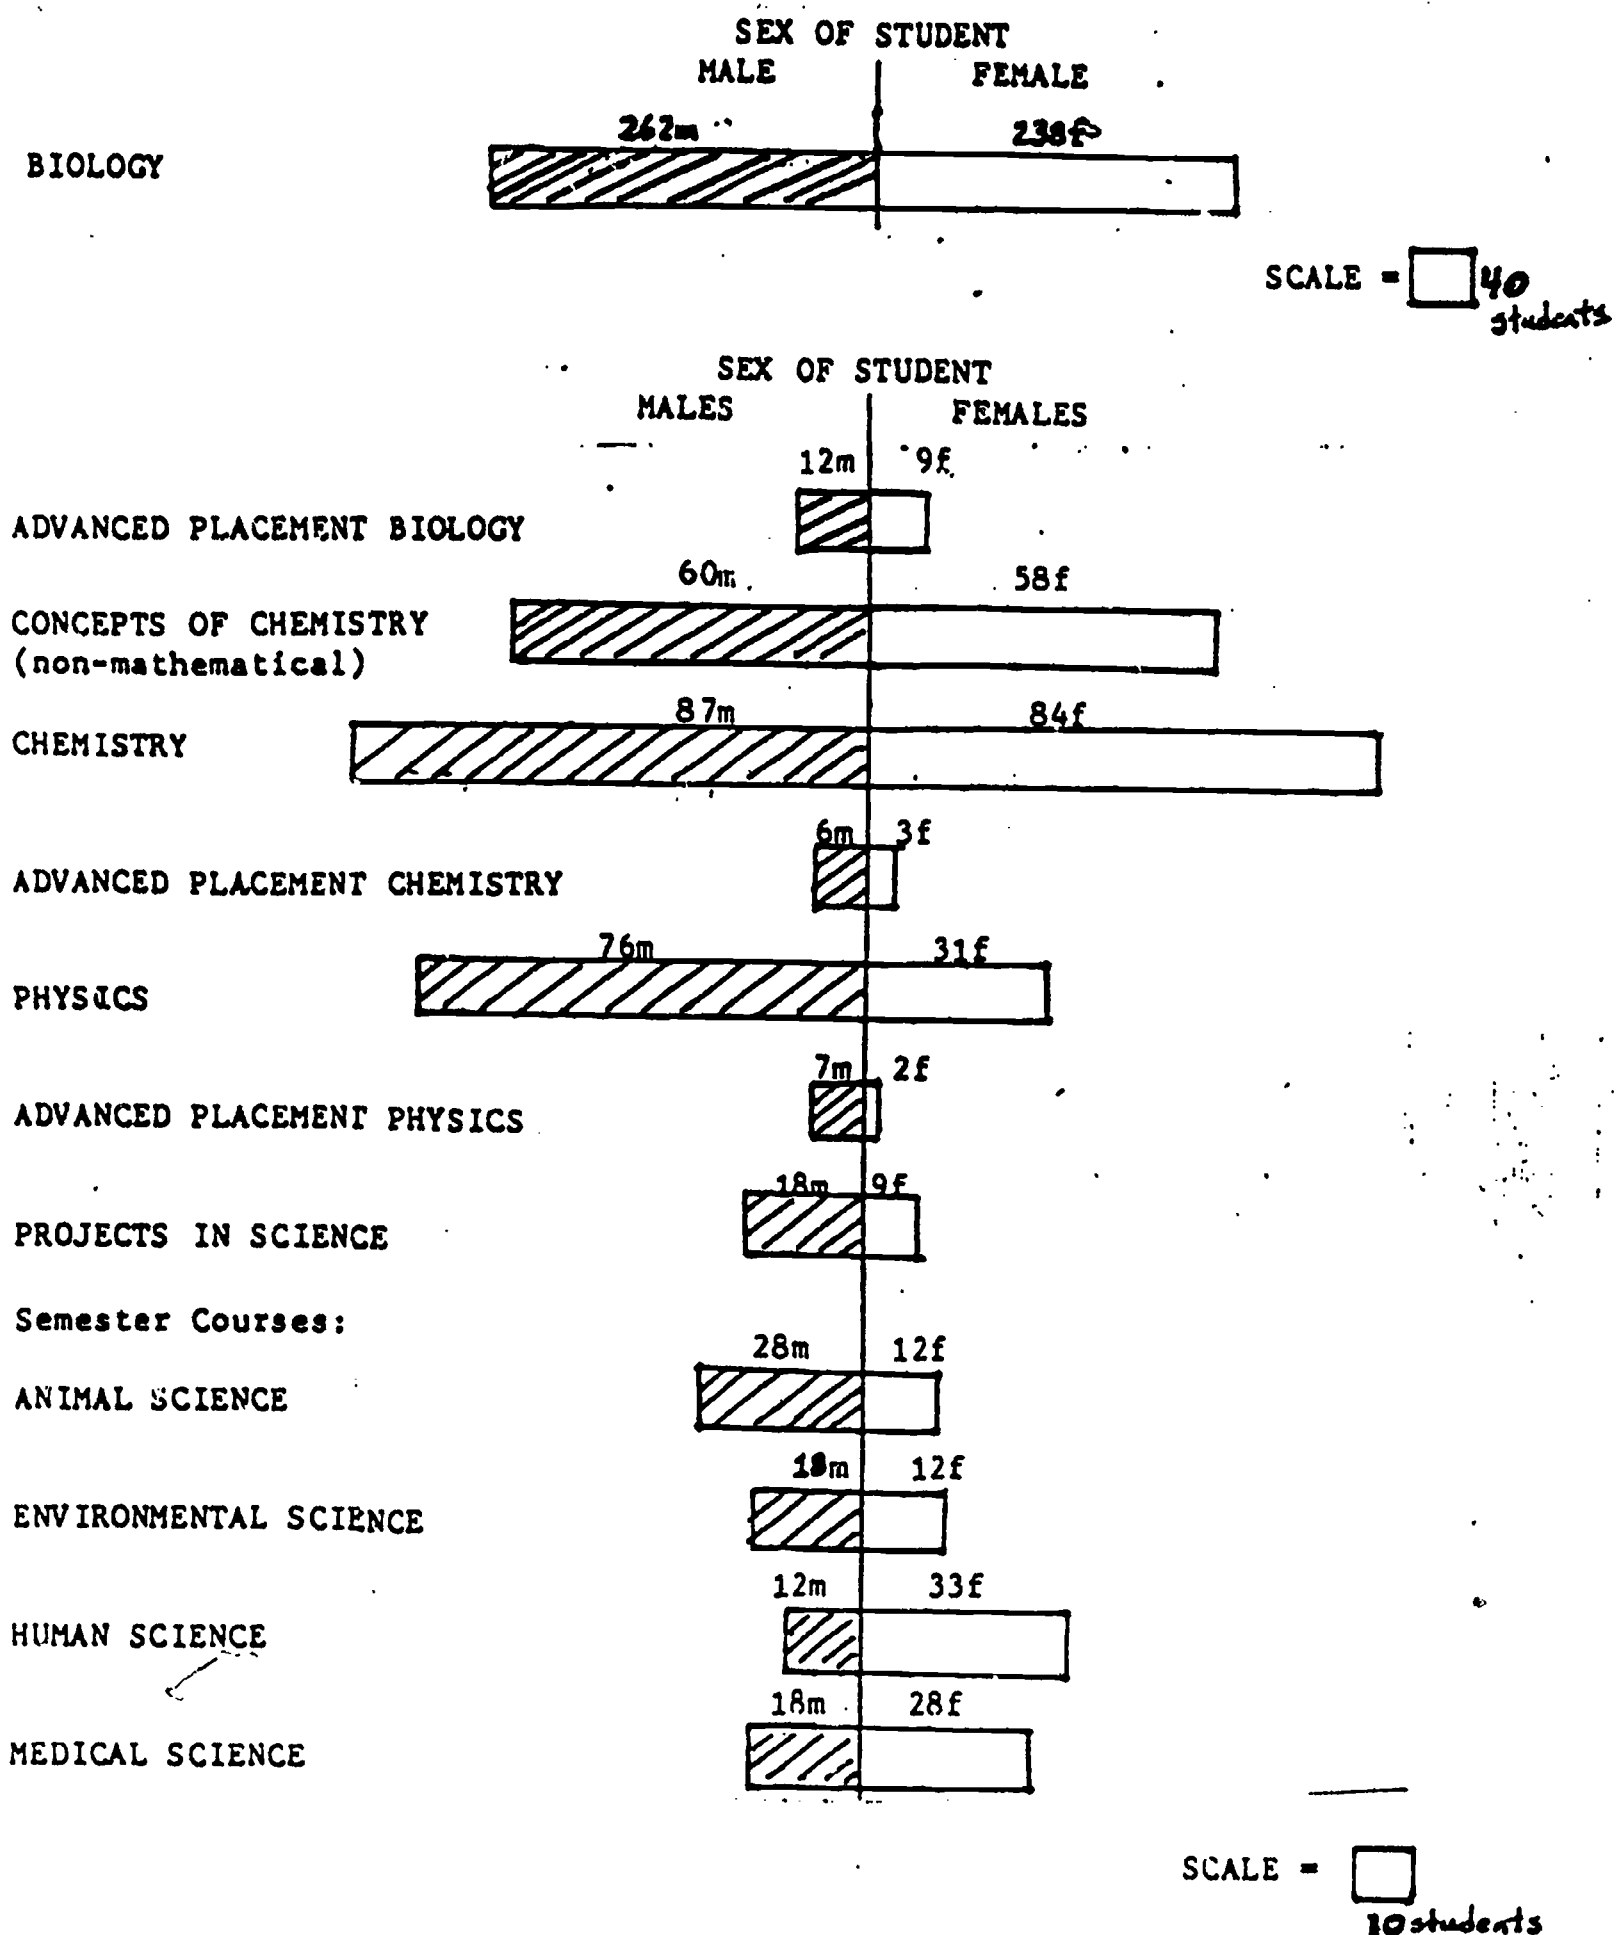 SEX OF STUDENT
MALE FEMALE
262m 238f
BIOLOGY
SCALE = 40
students
SEX OF STUDENT
MALES FEMALES
12m 9f
ADVANCED PLACEMENT BIOLOGY
60m 58f
CONCEPTS OF CHEMISTRY
(non-mathematical)
87m 84f
CHEMISTRY
6m 3f
ADVANCED PLACEMENT CHEMISTRY
76m 31f
PHYSICS
7m 2f
ADVANCED PLACEMENT PHYSICS
18m 9f
PROJECTS IN SCIENCE
Semester Courses:
28m 12f
ANIMAL SCIENCE
18m 12f
ENVIRONMENTAL SCIENCE
12m 33f
HUMAN SCIENCE
18m 28f
MEDICAL SCIENCE
SCALE =
10 students